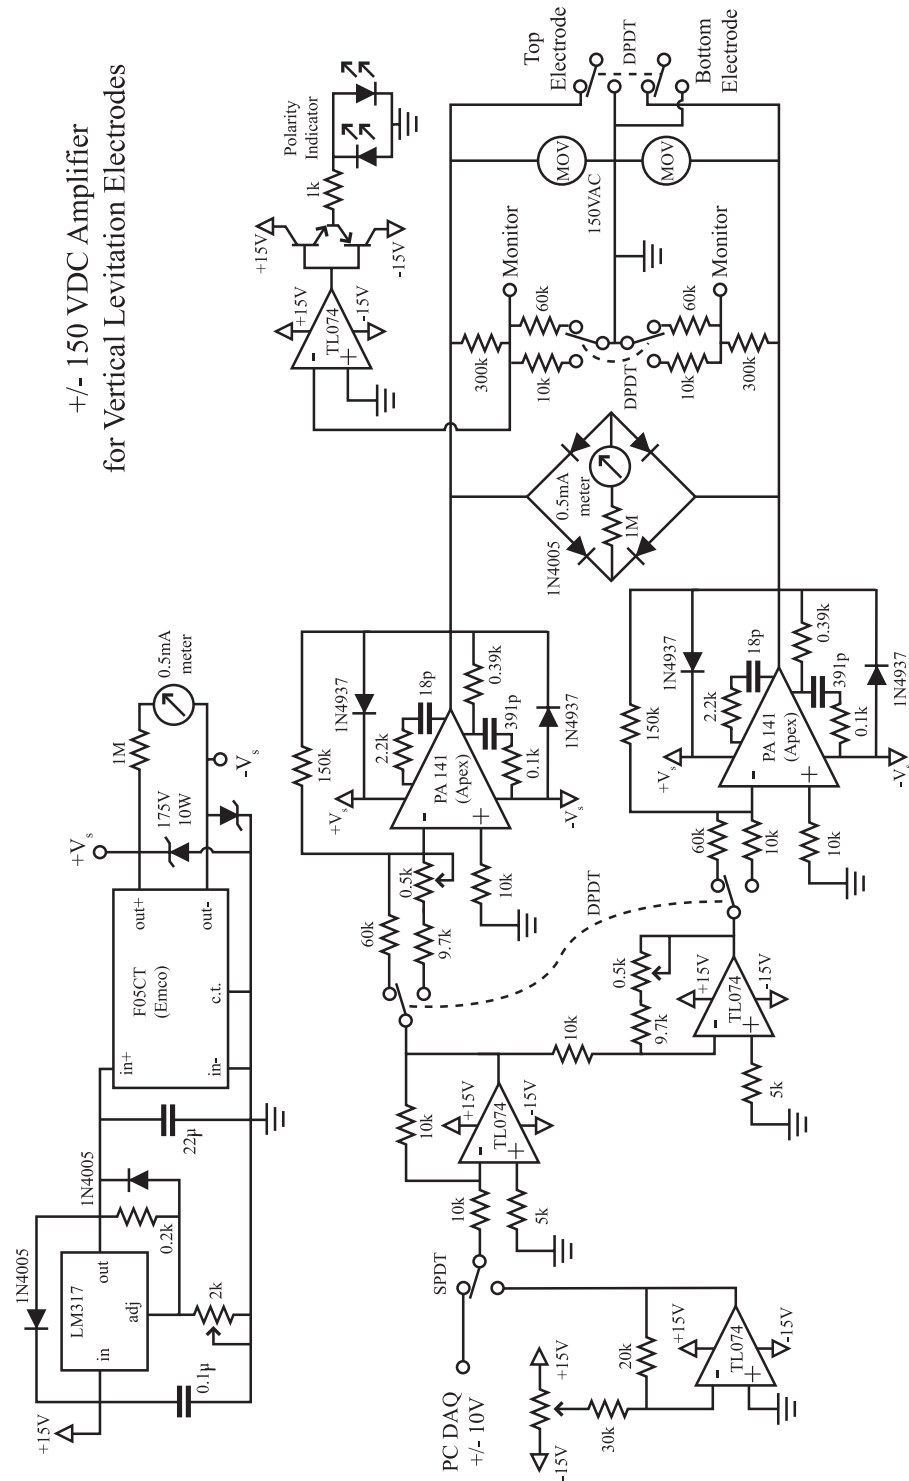 +/- 150 VDC Amplifier
for Vertical Levitation Electrodes
+15V
LM317
in
out
adj
1N4005
0.1μ
2k
0.2k
1N4005
22μ
F05CT
(Emco)
in+
in-
c.t.
out+
out-
+Vs
175V
10W
1M
0.5mA
meter
-Vs
Polarity
Indicator
1k
+15V
-15V
+15V
TL074
-15V
-
+
PC DAQ
+/- 10V
SPDT
-15V
+15V
30k
20k
+15V
TL074
-15V
-
+
10k
5k
10k
+15V
TL074
-15V
-
+
10k
9.7k
0.5k
5k
+15V
TL074
-15V
-
+
DPDT
60k
9.7k
0.5k
10k
150k
+Vs
1N4937
2.2k
18p
PA 141
(Apex)
-
+
0.39k
391p
0.1k
1N4937
-Vs
60k
10k
10k
150k
+Vs
1N4937
2.2k
18p
PA 141
(Apex)
-
+
0.39k
391p
0.1k
1N4937
-Vs
1N4005
0.5mA
meter
1M
300k
10k
60k
Monitor
DPDT
10k
60k
300k
Monitor
MOV
150VAC
MOV
Top
Electrode
DPDT
Bottom
Electrode